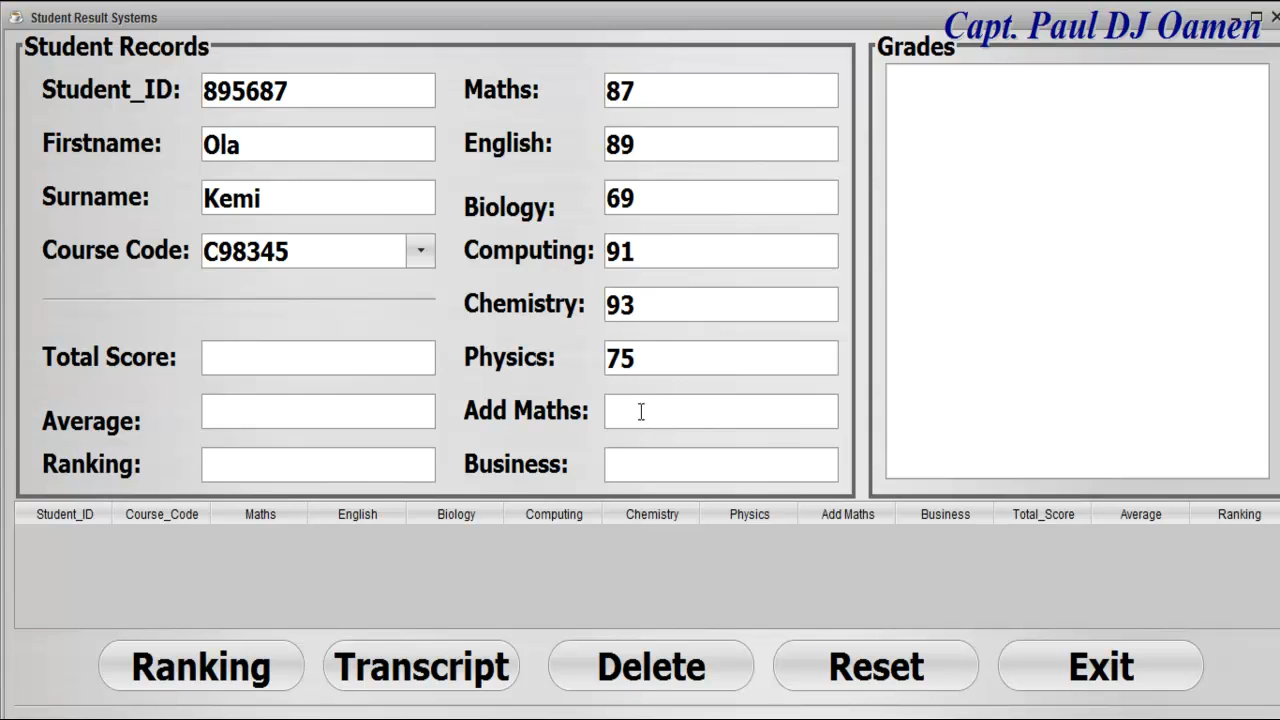 Student Result Systems
Capt. Paul DJ Oamen
Student Records
Student_ID: 895687
Firstname: Ola
Surname: Kemi
Course Code: C98345
Total Score:
Average:
Ranking:
Maths: 87
English: 89
Biology: 69
Computing: 91
Chemistry: 93
Physics: 75
Add Maths:
Business:
Grades
Student_ID Course_Code Maths English Biology Computing Chemistry Physics Add Maths Business Total_Score Average Ranking
Ranking Transcript Delete Reset Exit